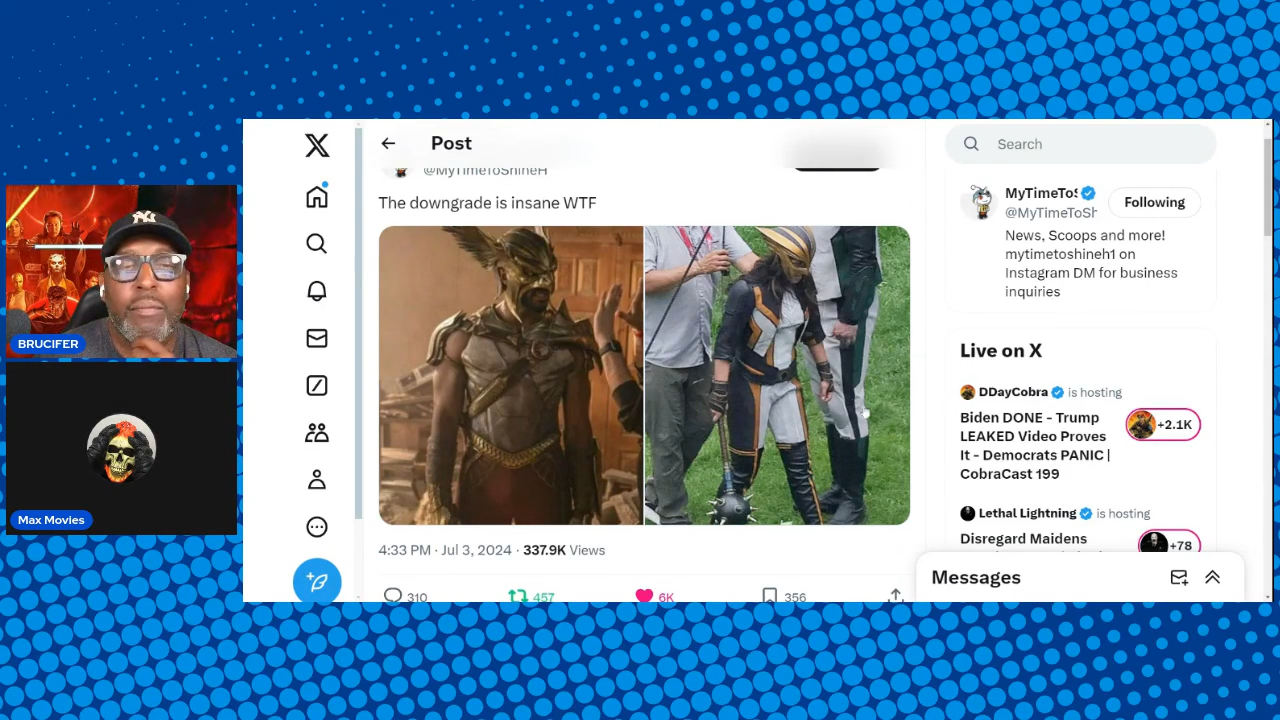 Post
@MyTimeToShineH
The downgrade is insane WTF
4:33 PM · Jul 3, 2024 · 337.9K Views
310
457
6K
356
Search
MyTimeToS
@MyTimeToSh
Following
News, Scoops and more!
mytimetoshineh1 on
Instagram DM for business
inquiries
Live on X
DDayCobra is hosting
Biden DONE - Trump
LEAKED Video Proves
It - Democrats PANIC |
CobraCast 199
+2.1K
Lethal Lightning is hosting
Disregard Maidens
+78
Messages
BRUCIFER
Max Movies